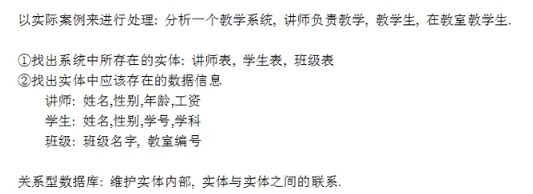 以实际案例来进行处理: 分析一个教学系统, 讲师负责教学, 教学生, 在教室教学生.
①找出系统中所存在的实体: 讲师表, 学生表, 班级表
②找出实体中应该存在的数据信息
讲师: 姓名,性别,年龄,工资
学生: 姓名,性别,学号,学科
班级: 班级名字, 教室编号
关系型数据库: 维护实体内部, 实体与实体之间的联系.